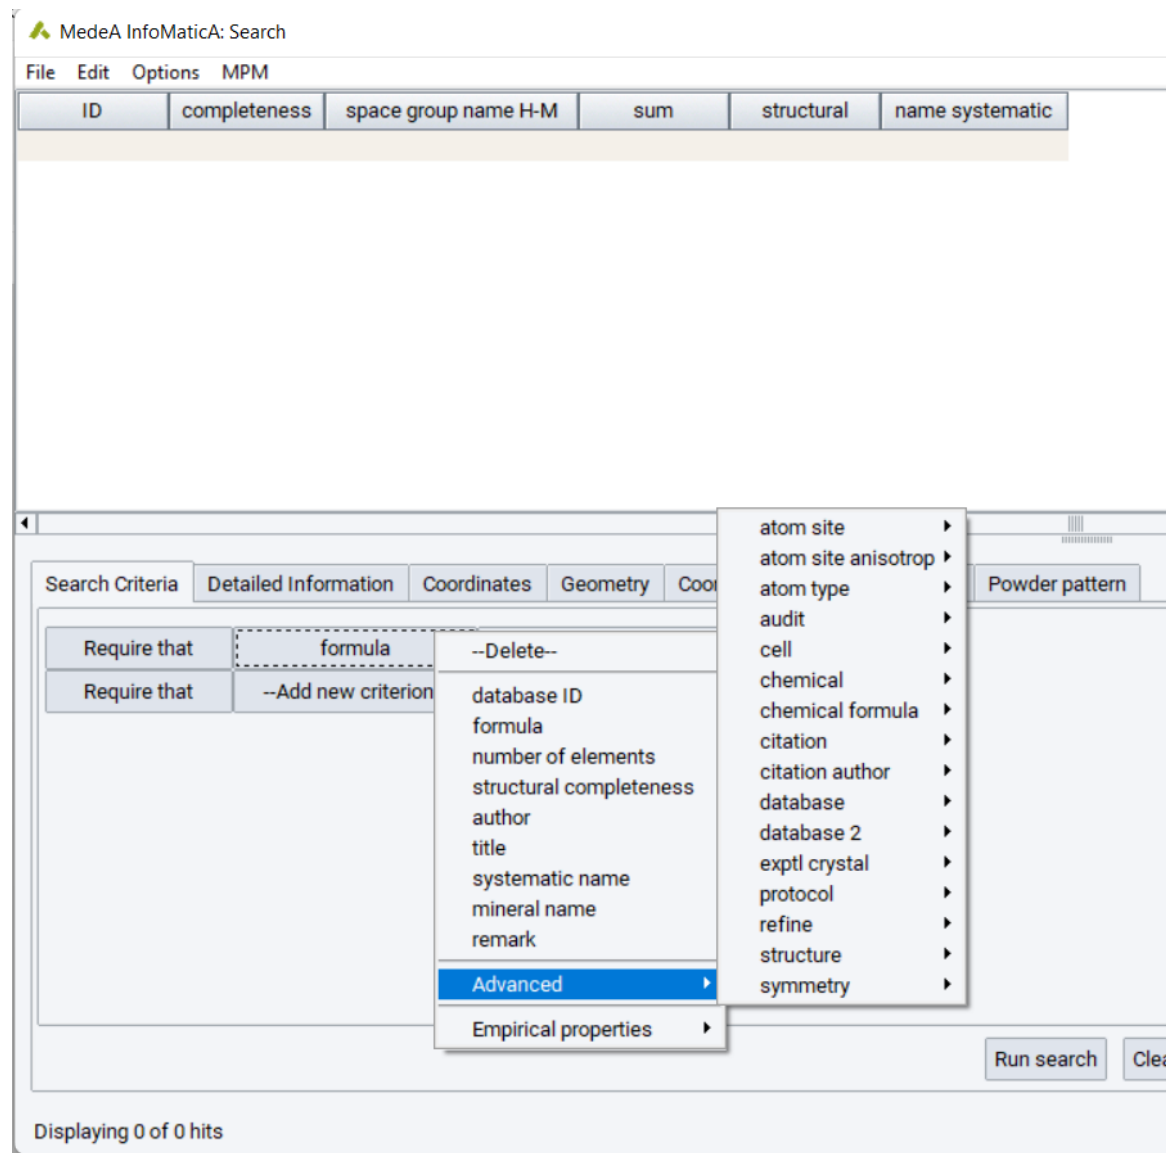 MedeA InfoMaticA: Search
File Edit Options MPM
ID completeness space group name H-M sum structural name systematic
Search Criteria Detailed Information Coordinates Geometry Coo Powder pattern
Require that formula
Require that --Add new criterion
--Delete--
database ID
formula
number of elements
structural completeness
author
title
systematic name
mineral name
remark
Advanced
Empirical properties
atom site
atom site anisotrop
atom type
audit
cell
chemical
chemical formula
citation
citation author
database
database 2
exptl crystal
protocol
refine
structure
symmetry
Run search Clea
Displaying 0 of 0 hits